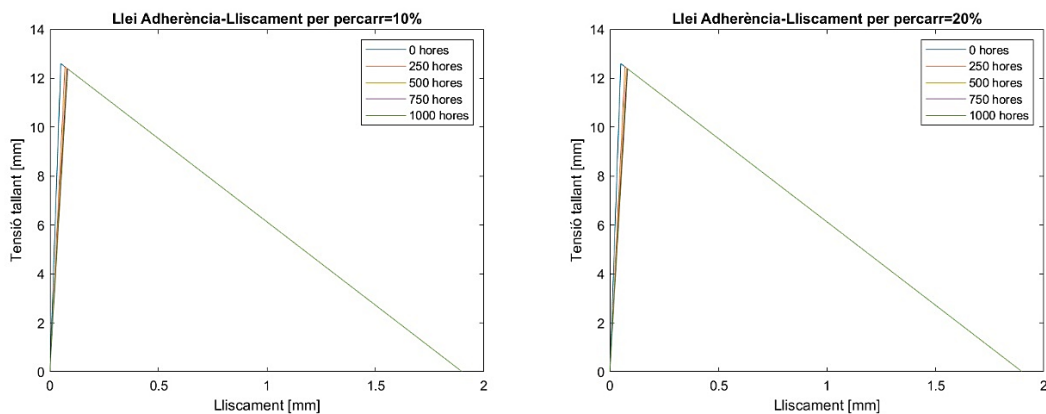 Llei Adherència-Lliscament per percarr=10%
14
12
10
8
6
4
2
0
Tensió tallant [mm]
0 hores
250 hores
500 hores
750 hores
1000 hores
0
0.5
1
1.5
2
Lliscament [mm]
Llei Adherència-Lliscament per percarr=20%
14
12
10
8
6
4
2
0
Tensió tallant [mm]
0 hores
250 hores
500 hores
750 hores
1000 hores
0
0.5
1
1.5
2
Lliscament [mm]